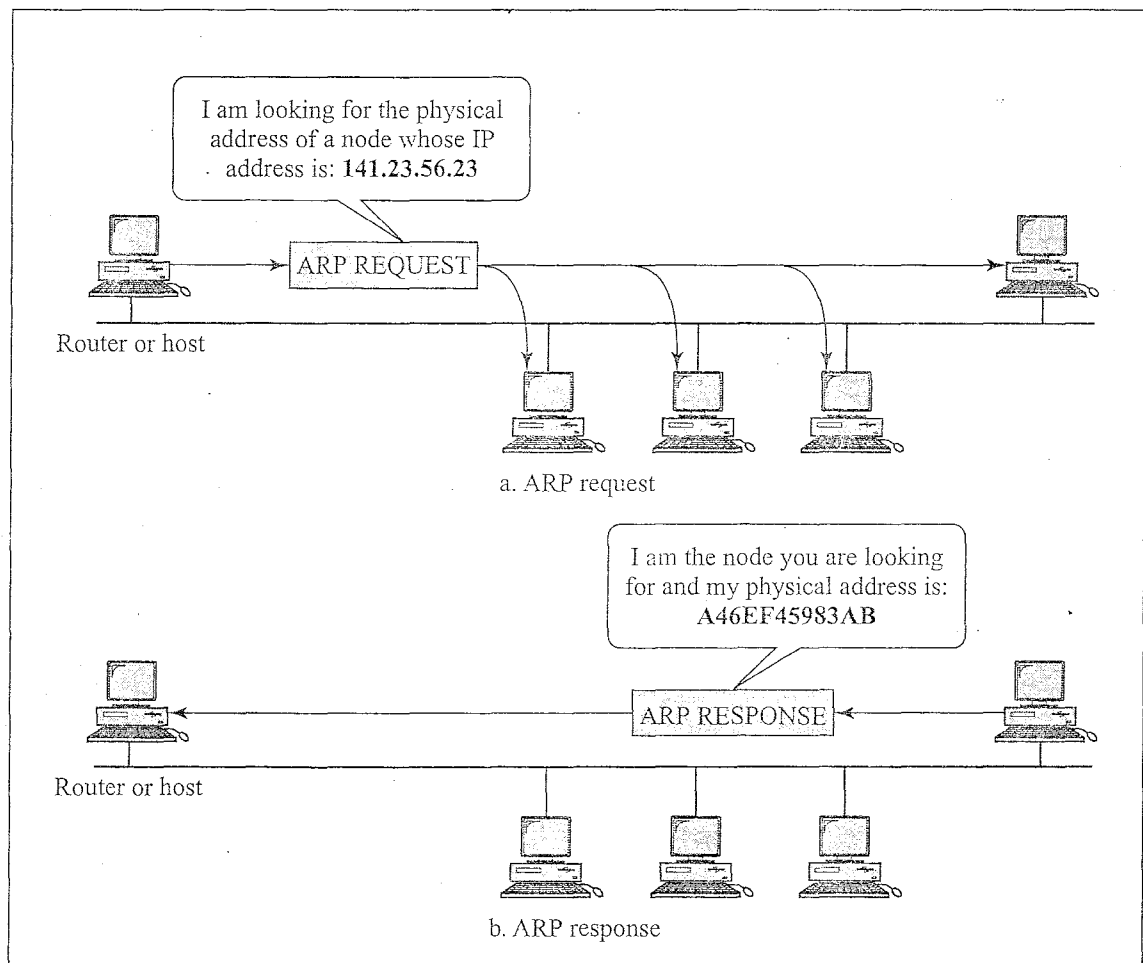 I am looking for the physical
address of a node whose IP
address is: 141.23.56.23
ARP REQUEST
Router or host
a. ARP request
I am the node you are looking
for and my physical address is:
A46EF45983AB
ARP RESPONSE
Router or host
b. ARP response